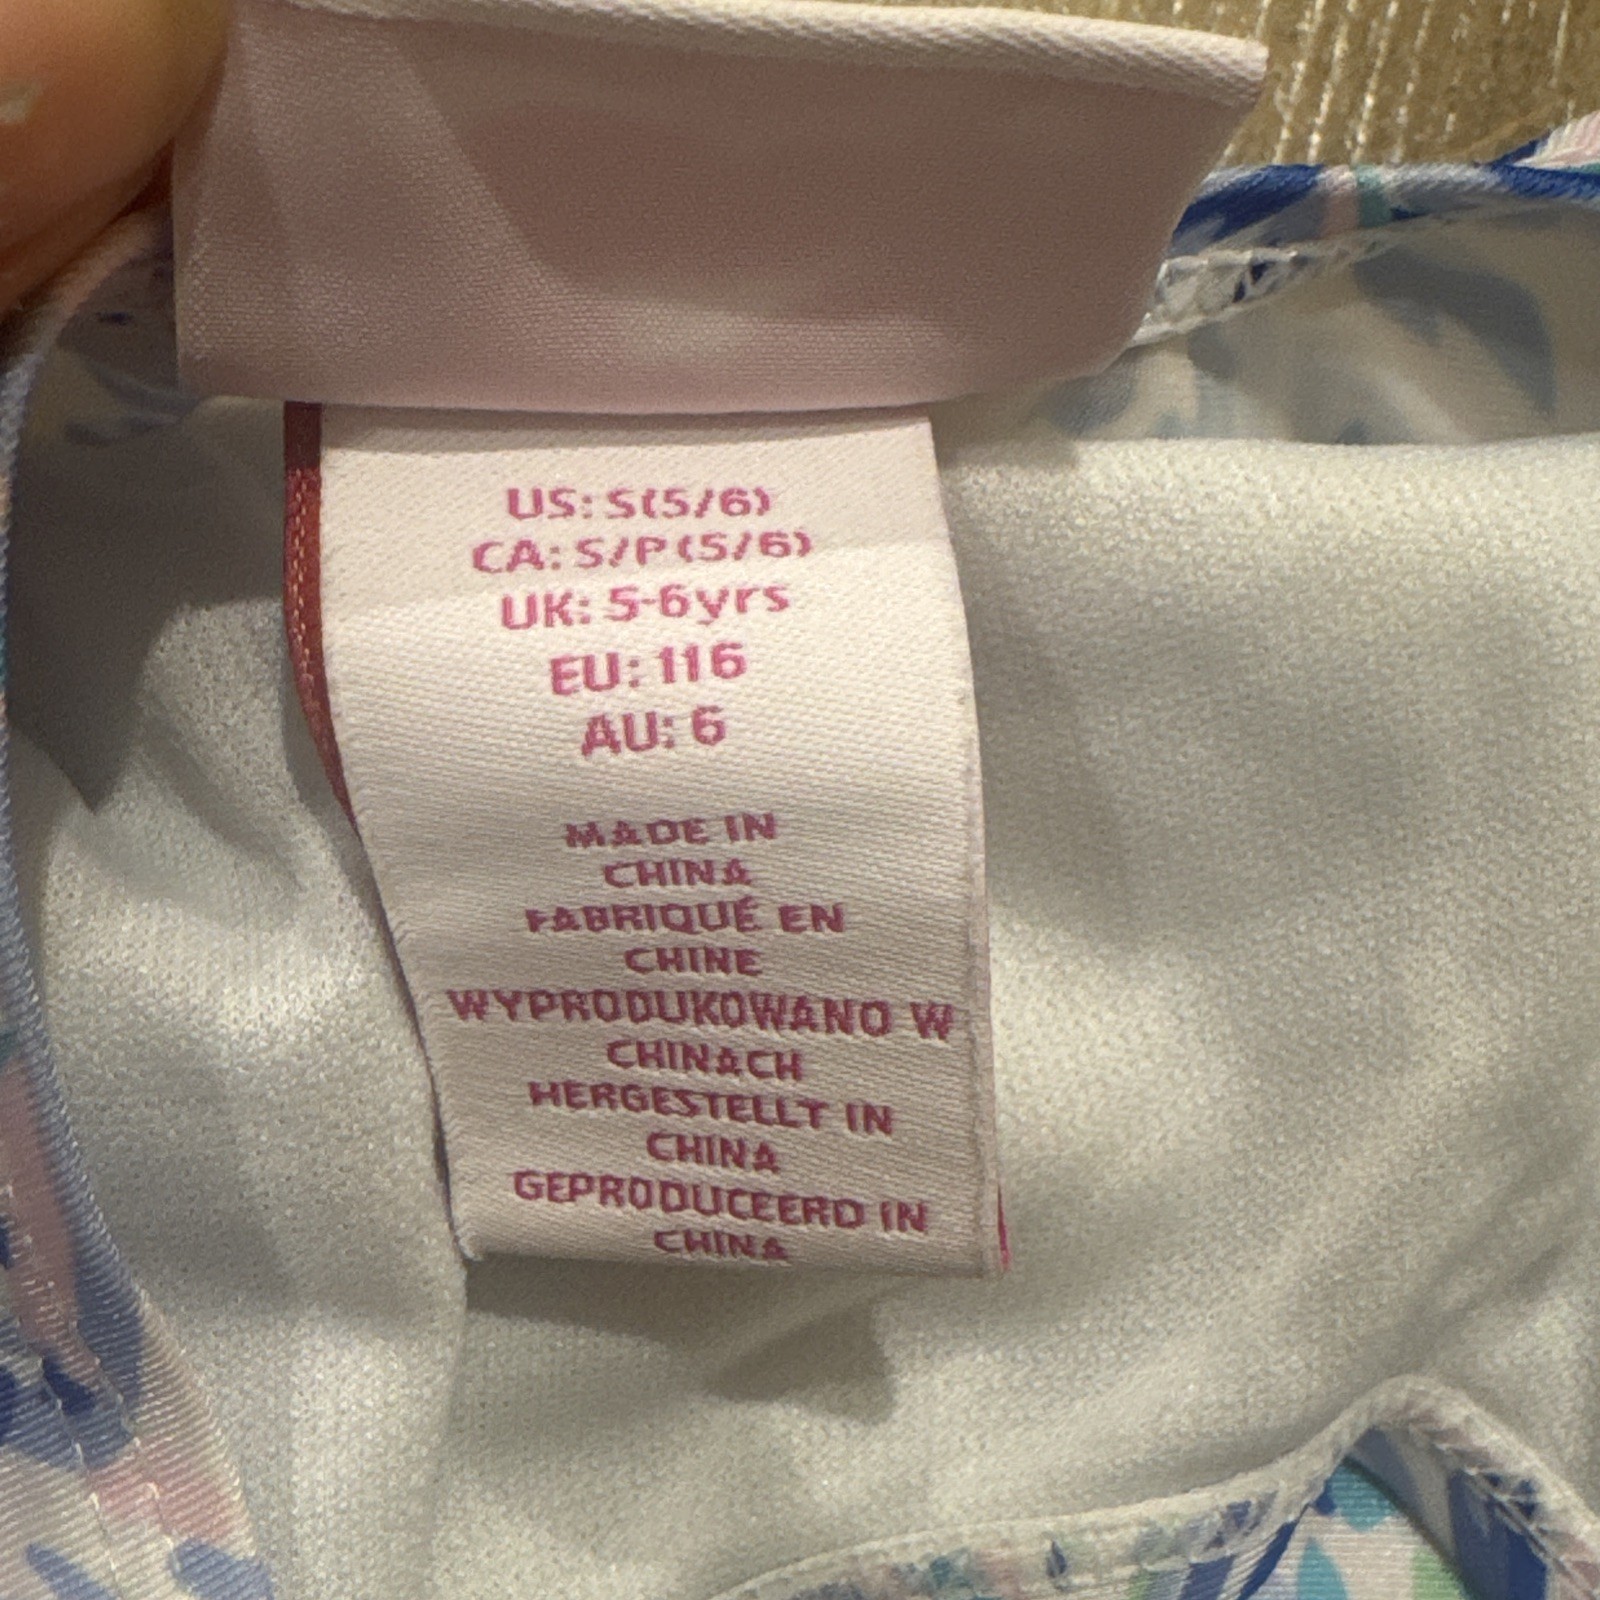 US: S(5/6)
CA: S/P(5/6)
UK: 5-6yrs
EU: 116
AU: 6
MADE IN
CHINA
FABRIQUÉ EN
CHINE
WYPRODUKOWANO W
CHINACH
HERGESTELLT IN
CHINA
GEPRODUCEERD IN
CHINA